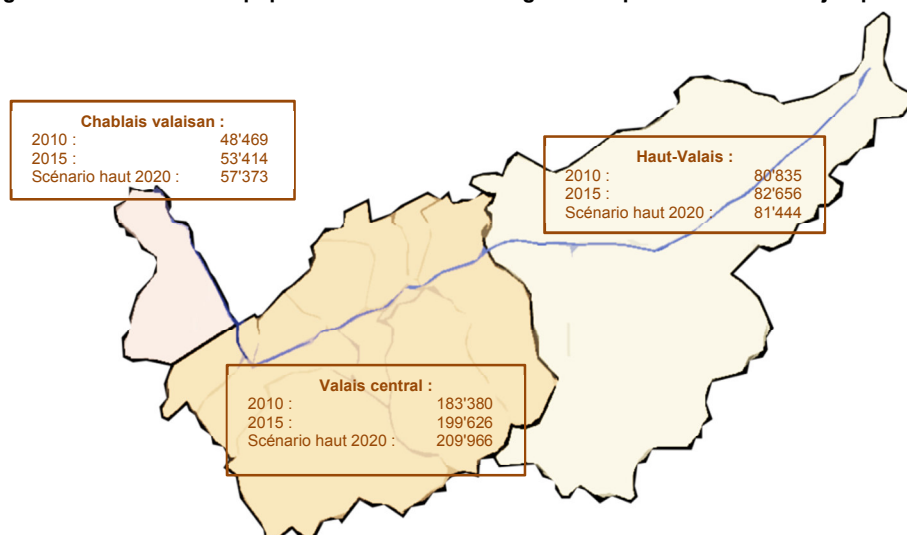 Chablais valaisan :
2010 : 48'469
2015 : 53'414
Scénario haut 2020 : 57'373
Haut-Valais :
2010 : 80'835
2015 : 82'656
Scénario haut 2020 : 81'444
Valais central :
2010 : 183'380
2015 : 199'626
Scénario haut 2020 : 209'966